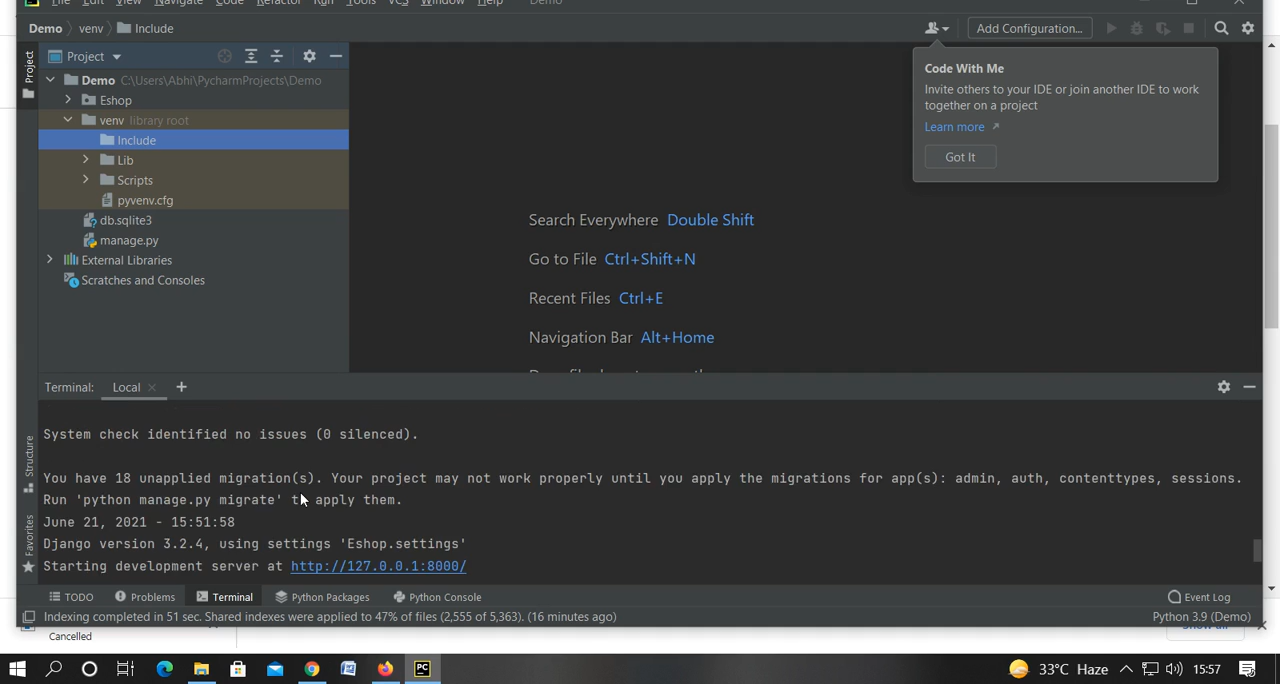 File Edit View Navigate Code Refactor Run Tools VCS Window Help Demo
Demo venv Include
Add Configuration...
Project
Project
Demo C:\Users\Abhi\PycharmProjects\Demo
Eshop
venv library root
Include
Lib
Scripts
pyvenv.cfg
db.sqlite3
manage.py
External Libraries
Scratches and Consoles
Code With Me
Invite others to your IDE or join another IDE to work
together on a project
Learn more
Got It
Search Everywhere Double Shift
Go to File Ctrl+Shift+N
Recent Files Ctrl+E
Navigation Bar Alt+Home
Terminal: Local
Structure
Favorites
System check identified no issues (0 silenced).
You have 18 unapplied migration(s). Your project may not work properly until you apply the migrations for app(s): admin, auth, contenttypes, sessions.
Run 'python manage.py migrate' to apply them.
June 21, 2021 - 15:51:58
Django version 3.2.4, using settings 'Eshop.settings'
Starting development server at http://127.0.0.1:8000/
TODO Problems Terminal Python Packages Python Console Event Log
Indexing completed in 51 sec. Shared indexes were applied to 47% of files (2,555 of 5,363). (16 minutes ago) Python 3.9 (Demo)
Cancelled
Show all
PC
33°C Haze 15:57